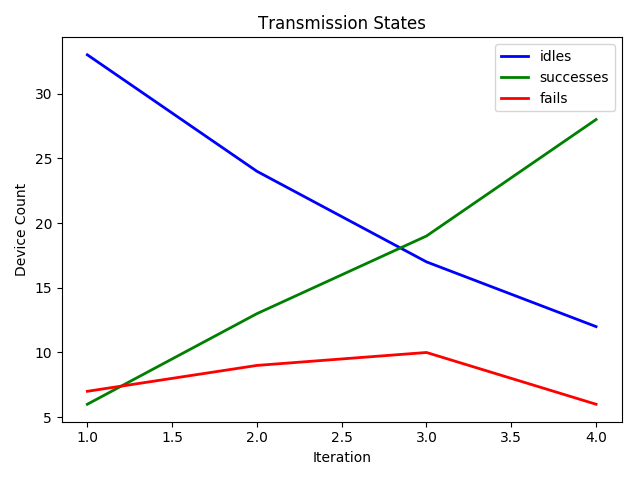 Transmission States
idles
successes
fails
Device Count
30
25
20
15
10
5
1.0 1.5 2.0 2.5 3.0 3.5 4.0
Iteration